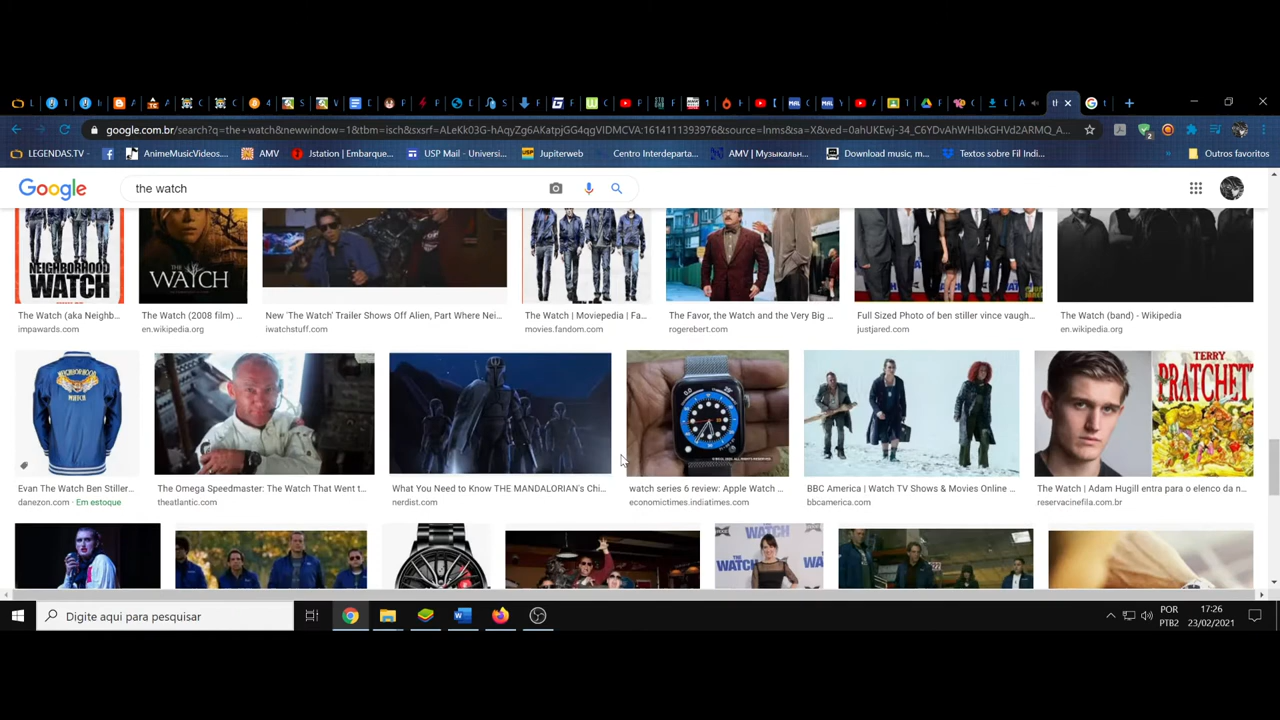 google.com.br/search?q=the+watch&newwindow=1&tbm=isch&sxsrf=ALeKk03G-hAqyZg6AKatpjGG4qgVIDMCVA:1614111393976&source=lnms&sa=X&ved=0ahUKEwj-34_C6YDvAhWHIbkGHVd2ARMQ_A...
LEGENDAS.TV -
AnimeMusicVideos...
AMV
Jstation | Embarque...
USP Mail - Universi...
Jupiterweb
Centro Interdeparta...
AMV | Музыкальн...
Download music, m...
Textos sobre Fil Indi...
Outros favoritos
Google
the watch
NEIGHBORHOOD
WATCH
THE
WATCH
The Watch (aka Neighb...
impawards.com
The Watch (2008 film) ...
en.wikipedia.org
New 'The Watch' Trailer Shows Off Alien, Part Where Nei...
iwatchstuff.com
The Watch | Moviepedia | Fa...
movies.fandom.com
The Favor, the Watch and the Very Big ...
rogerebert.com
Full Sized Photo of ben stiller vince vaugh...
justjared.com
The Watch (band) - Wikipedia
en.wikipedia.org
NEIGHBORHOOD
WATCH
TERRY
PRATCHET
Evan The Watch Ben Stiller...
danezon.com · Em estoque
The Omega Speedmaster: The Watch That Went t...
theatlantic.com
What You Need to Know THE MANDALORIAN's Chi...
nerdist.com
watch series 6 review: Apple Watch ...
economictimes.indiatimes.com
BBC America | Watch TV Shows & Movies Online ...
bbcamerica.com
The Watch | Adam Hugill entra para o elenco da n...
reservacinefila.com.br
THE
WATCH
Digite aqui para pesquisar
POR
PTB2
17:26
23/02/2021